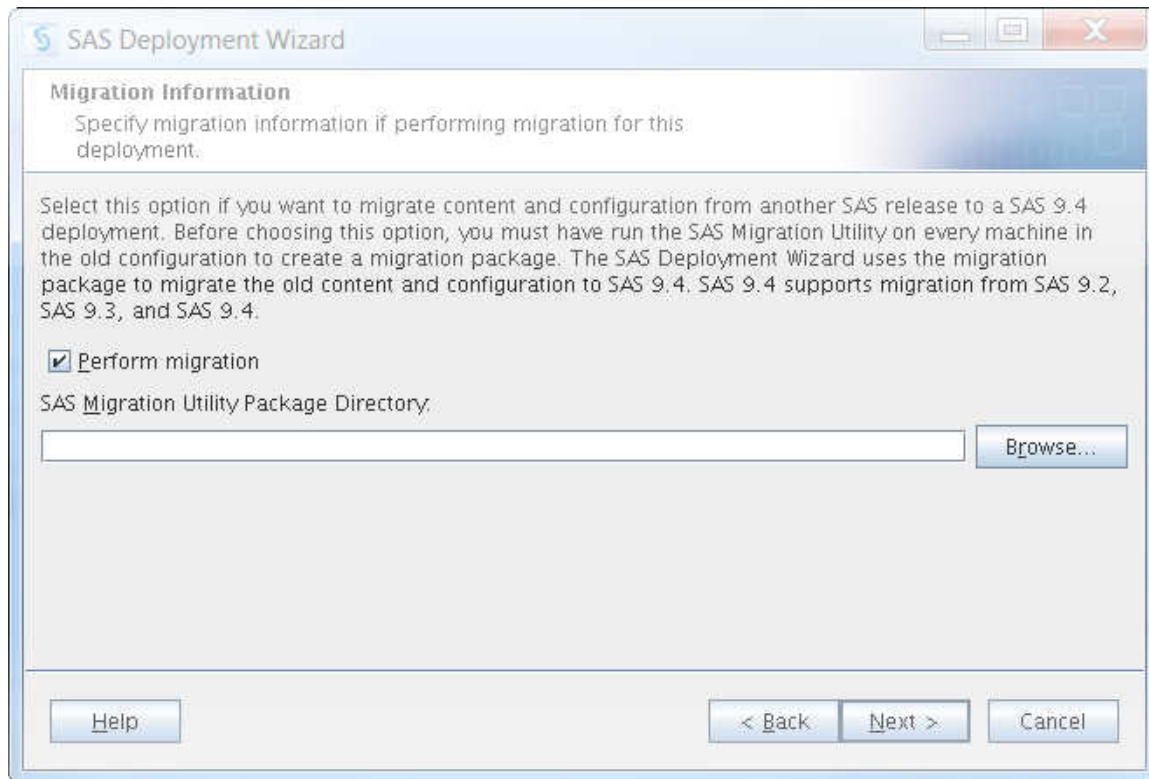 SAS Deployment Wizard
Migration Information
Specify migration information if performing migration for this
deployment.
Select this option if you want to migrate content and configuration from another SAS release to a SAS 9.4
deployment. Before choosing this option, you must have run the SAS Migration Utility on every machine in
the old configuration to create a migration package. The SAS Deployment Wizard uses the migration
package to migrate the old content and configuration to SAS 9.4. SAS 9.4 supports migration from SAS 9.2,
SAS 9.3, and SAS 9.4.
Perform migration
SAS Migration Utility Package Directory:
Browse...
Help
< Back
Next >
Cancel